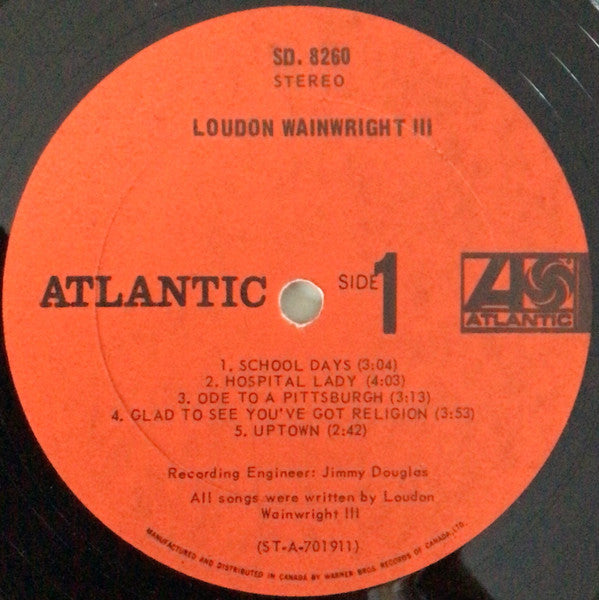 SD. 8260
STEREO
LOUDON WAINWRIGHT III
ATLANTIC
SIDE 1
ATLANTIC
1. SCHOOL DAYS (3:04)
2. HOSPITAL LADY (4:03)
3. ODE TO A PITTSBURGH (3:13)
4. GLAD TO SEE YOU'VE GOT RELIGION (3:53)
5. UPTOWN (2:42)
Recording Engineer: Jimmy Douglas
All songs were written by Loudon
Wainwright III
(ST-A-701911)
MANUFACTURED AND DISTRIBUTED IN CANADA BY WARNER BROS. RECORDS OF CANADA, LTD.